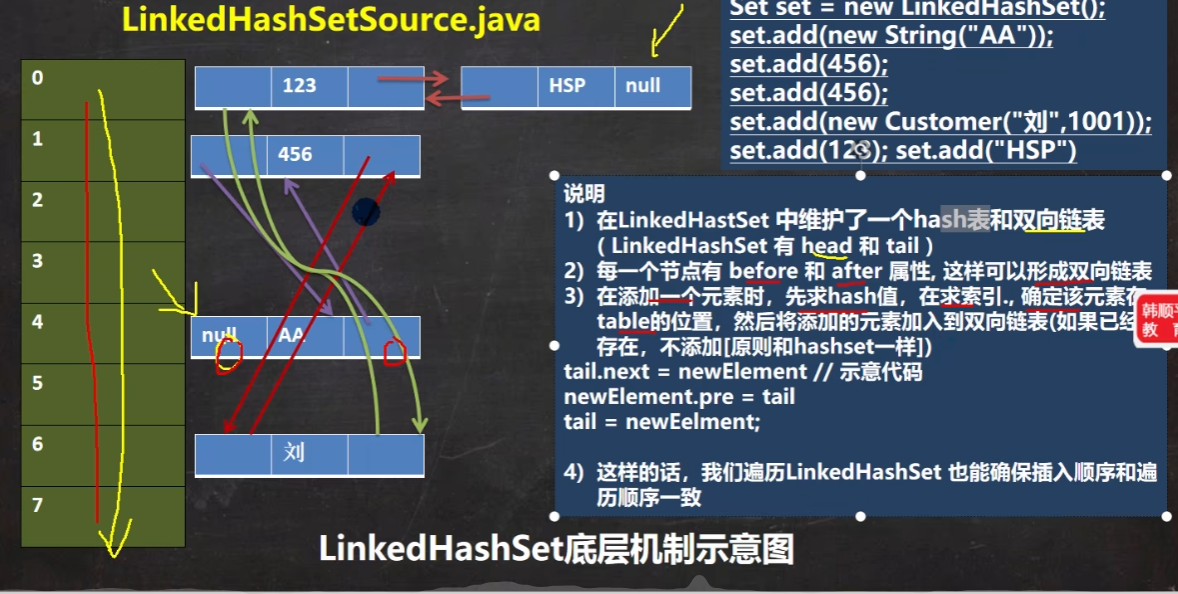 LinkedHashSetSource.java
Set set = new LinkedHashSet();
set.add(new String("AA"));
set.add(456);
set.add(456);
set.add(new Customer("刘",1001));
set.add(123); set.add("HSP")
0
1
2
3
4
5
6
7
123
HSP
null
456
null
AA
刘
说明
1) 在LinkedHastSet 中维护了一个hash表和双向链表
( LinkedHashSet 有 head 和 tail )
2) 每一个节点有 before 和 after 属性, 这样可以形成双向链表
3) 在添加一个元素时，先求hash值，在求索引., 确定该元素在
table的位置，然后将添加的元素加入到双向链表(如果已经
存在，不添加[原则和hashset一样])
tail.next = newElement // 示意代码
newElement.pre = tail
tail = newEelment;
4) 这样的话，我们遍历LinkedHashSet 也能确保插入顺序和遍
历顺序一致
韩顺平
教 育
LinkedHashSet底层机制示意图